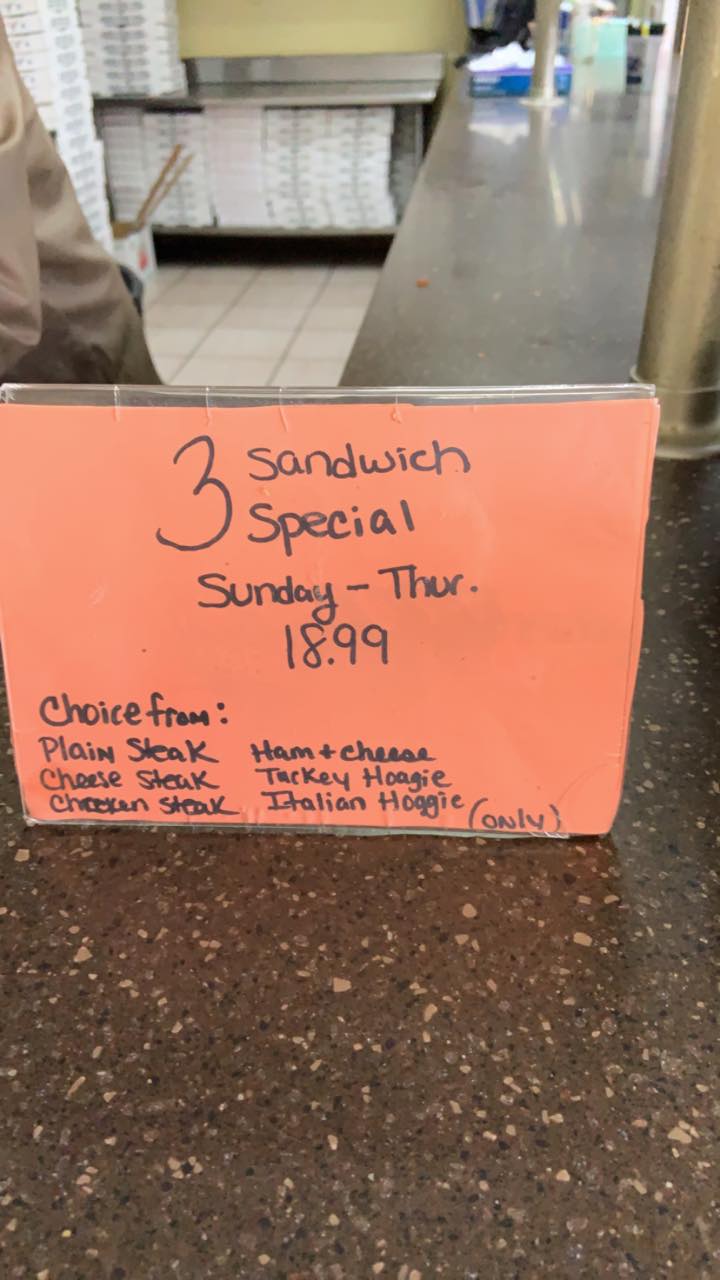 3 Sandwich
Special
Sunday - Thur.
18.99
Choice from:
Plain Steak Ham + cheese
Cheese Steak Turkey Hoagie
Chicken Steak Italian Hoggie (only)